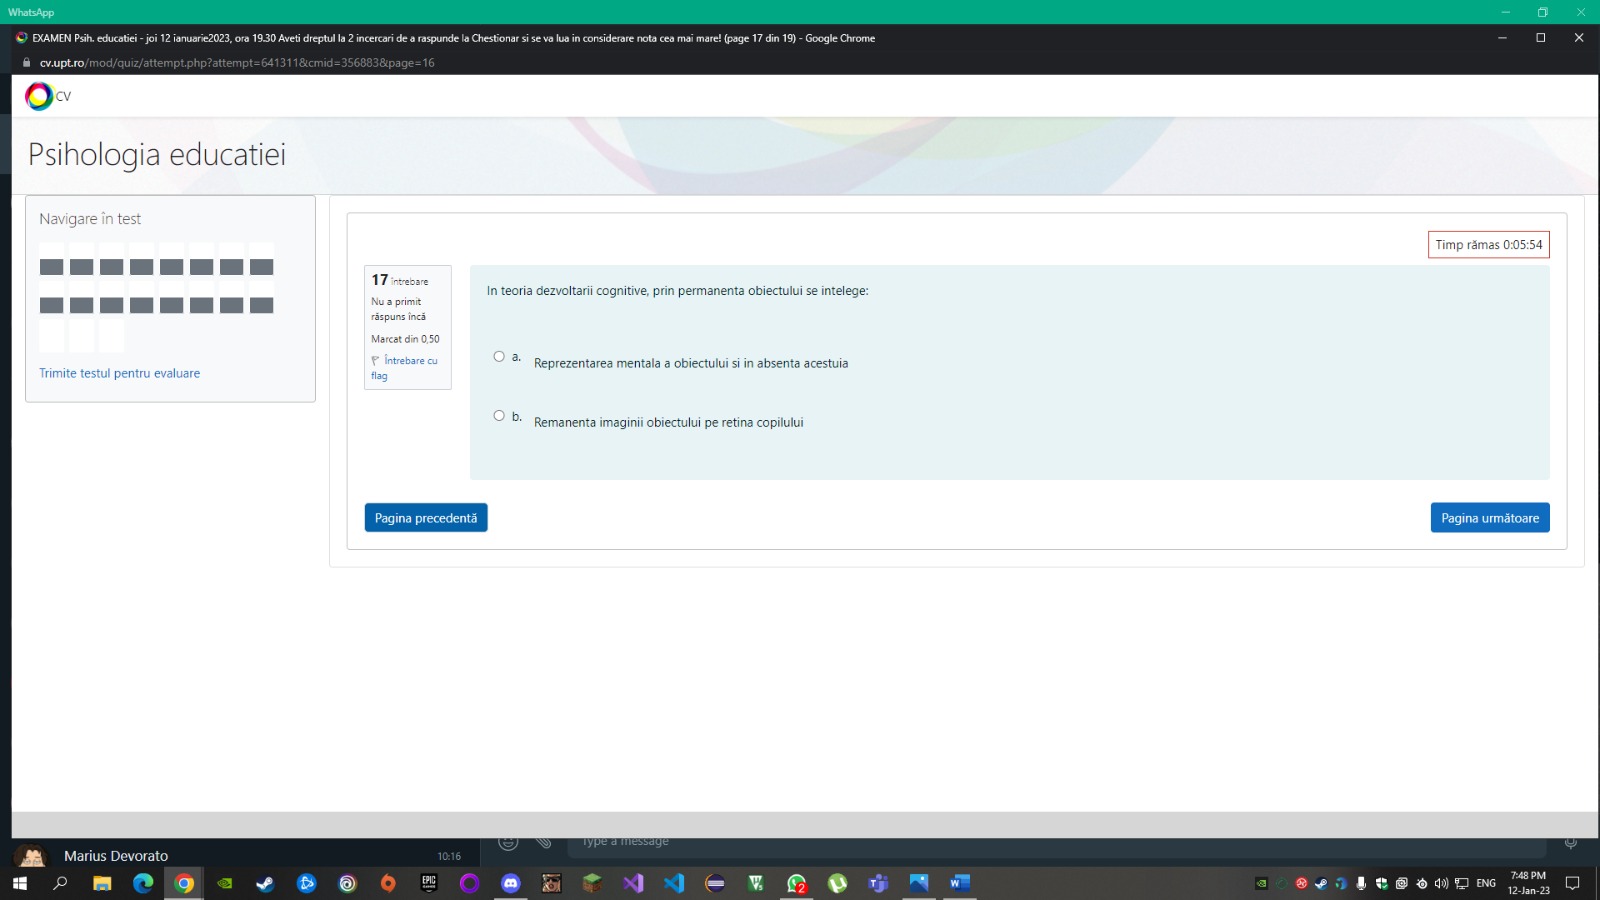 WhatsApp
EXAMEN Psih. educatiei - joi 12 ianuarie2023, ora 19.30 Aveti dreptul la 2 incercari de a raspunde la Chestionar si se va lua in considerare nota cea mai mare! (page 17 din 19) - Google Chrome
cv.upt.ro/mod/quiz/attempt.php?attempt=641311&cmid=356883&page=16
CV
Psihologia educatiei
Navigare în test
Trimite testul pentru evaluare
Timp rămas 0:05:54
17 întrebare
Nu a primit
răspuns încă
Marcat din 0,50
Întrebare cu
flag
In teoria dezvoltarii cognitive, prin permanenta obiectului se intelege:
a. Reprezentarea mentala a obiectului si in absenta acestuia
b. Remanenta imaginii obiectului pe retina copilului
Pagina precedentă
Pagina următoare
Marius Devorato
10:16
Type a message
EPIC
2
ENG
7:48 PM
12-Jan-23